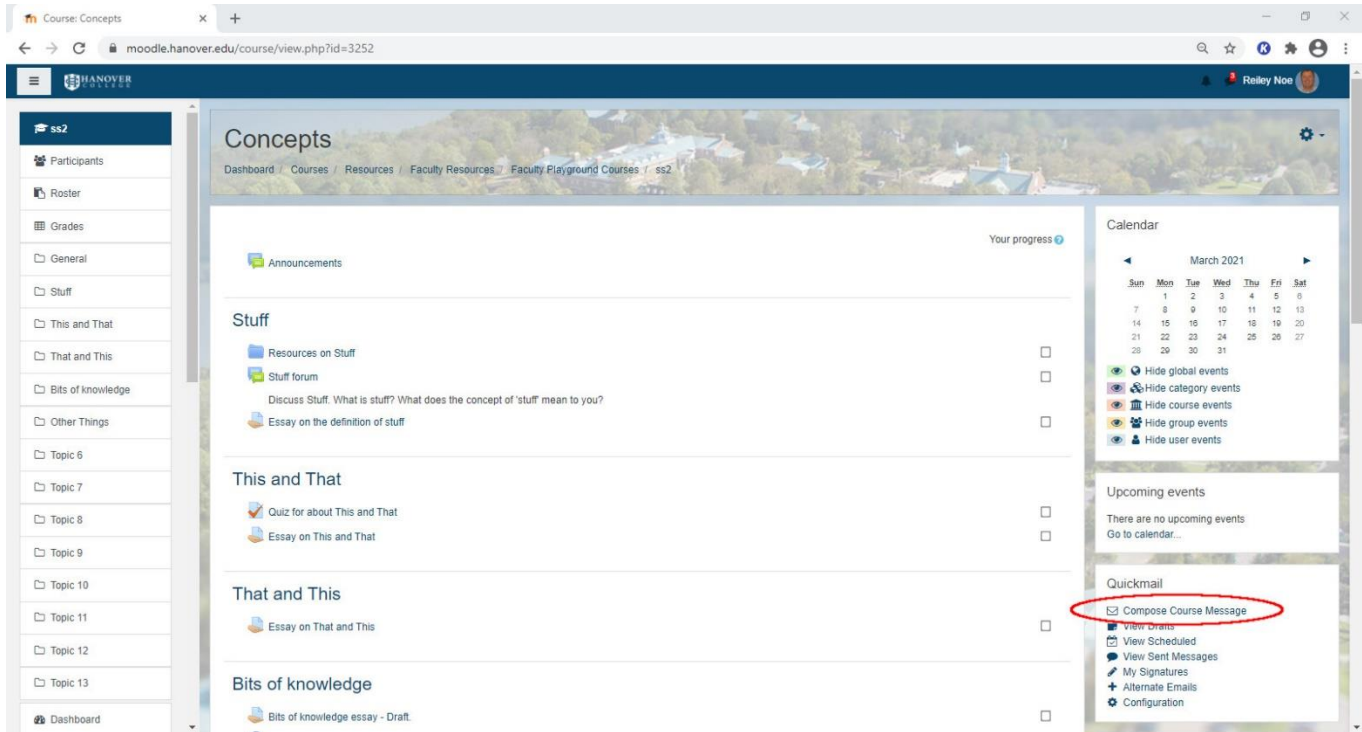 Course: Concepts
moodle.hanover.edu/course/view.php?id=3252
HANOVER
COLLEGE
3
Reiley Noe
ss2
Participants
Roster
Grades
General
Stuff
This and That
That and This
Bits of knowledge
Other Things
Topic 6
Topic 7
Topic 8
Topic 9
Topic 10
Topic 11
Topic 12
Topic 13
Dashboard
Concepts
Dashboard / Courses / Resources / Faculty Resources / Faculty Playground Courses / ss2
Your progress
Announcements
Stuff
Resources on Stuff
Stuff forum
Discuss Stuff. What is stuff? What does the concept of 'stuff' mean to you?
Essay on the definition of stuff
This and That
Quiz for about This and That
Essay on This and That
That and This
Essay on That and This
Bits of knowledge
Bits of knowledge essay - Draft.
Calendar
March 2021
Sun Mon Tue Wed Thu Fri Sat
1 2 3 4 5 6
7 8 9 10 11 12 13
14 15 16 17 18 19 20
21 22 23 24 25 26 27
28 29 30 31
Hide global events
Hide category events
Hide course events
Hide group events
Hide user events
Upcoming events
There are no upcoming events
Go to calendar...
Quickmail
Compose Course Message
View Drafts
View Scheduled
View Sent Messages
My Signatures
Alternate Emails
Configuration